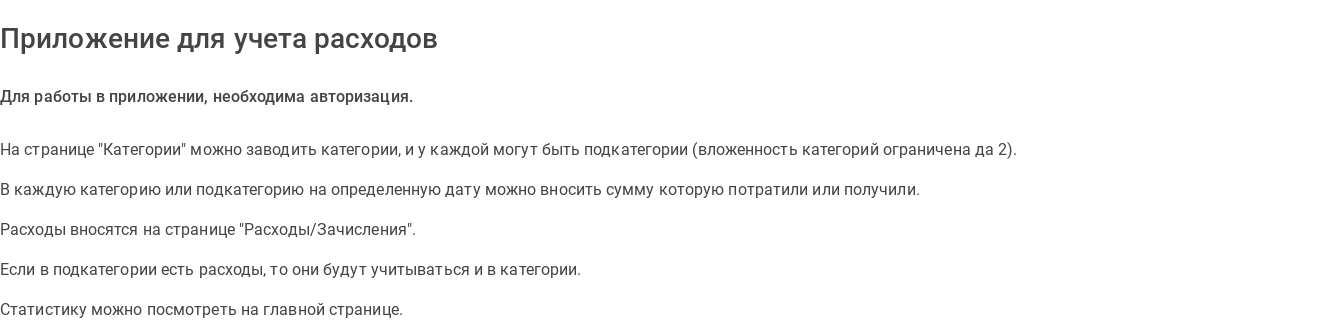 Приложение для учета расходов
Для работы в приложении, необходима авторизация.
На странице "Категории" можно заводить категории, и у каждой могут быть подкатегории (вложенность категорий ограничена да 2).
В каждую категорию или подкатегорию на определенную дату можно вносить сумму которую потратили или получили.
Расходы вносятся на странице "Расходы/Зачисления".
Если в подкатегории есть расходы, то они будут учитываться и в категории.
Статистику можно посмотреть на главной странице.